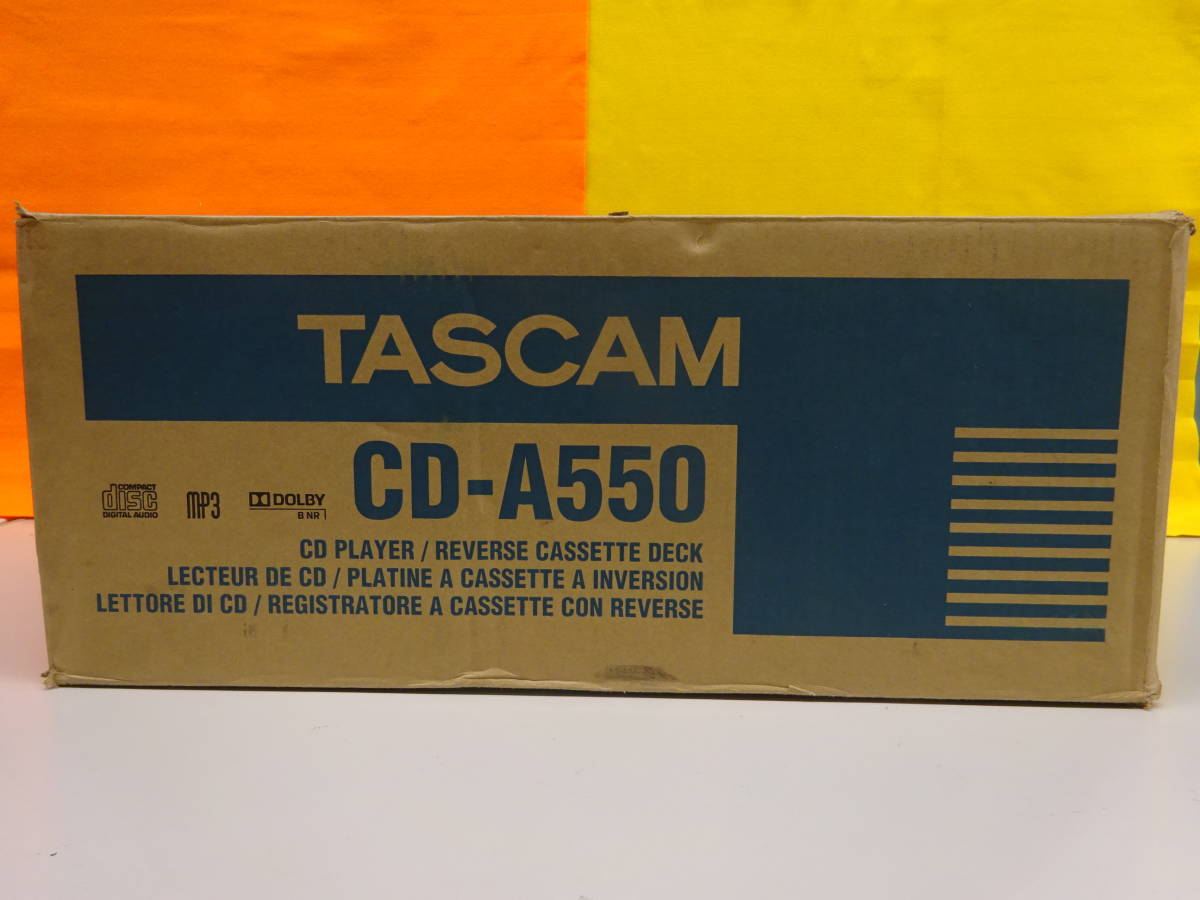 TASCAM
CD-A550
COMPACT
disc
DIGITAL AUDIO
MP3
DOLBY
B NR
CD PLAYER / REVERSE CASSETTE DECK
LECTEUR DE CD / PLATINE A CASSETTE A INVERSION
LETTORE DI CD / REGISTRATORE A CASSETTE CON REVERSE